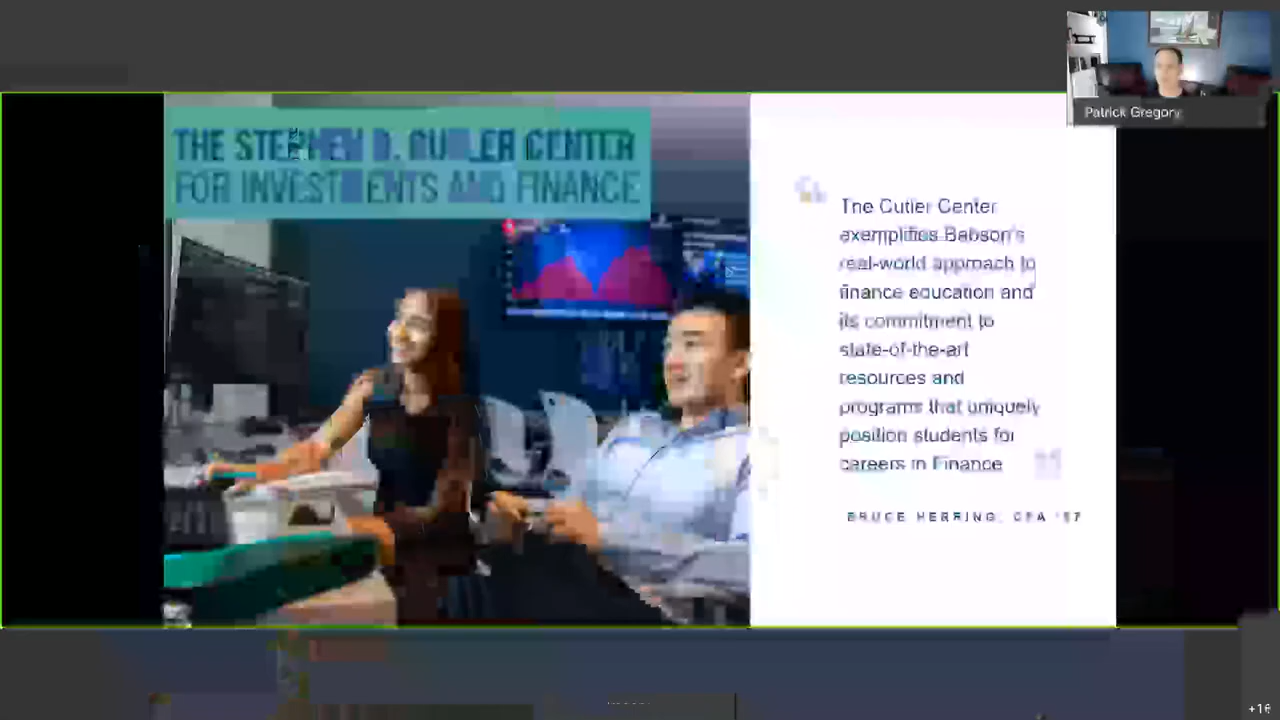 THE STEPHEN D. CUTLER CENTER
FOR INVESTMENTS AND FINANCE
Patrick Gregory
The Cutler Center
exemplifies Babson's
real-world approach to
finance education and
its commitment to
state-of-the-art
resources and
programs that uniquely
position students for
careers in Finance
BRUCE HERRING, CFA '87
+16